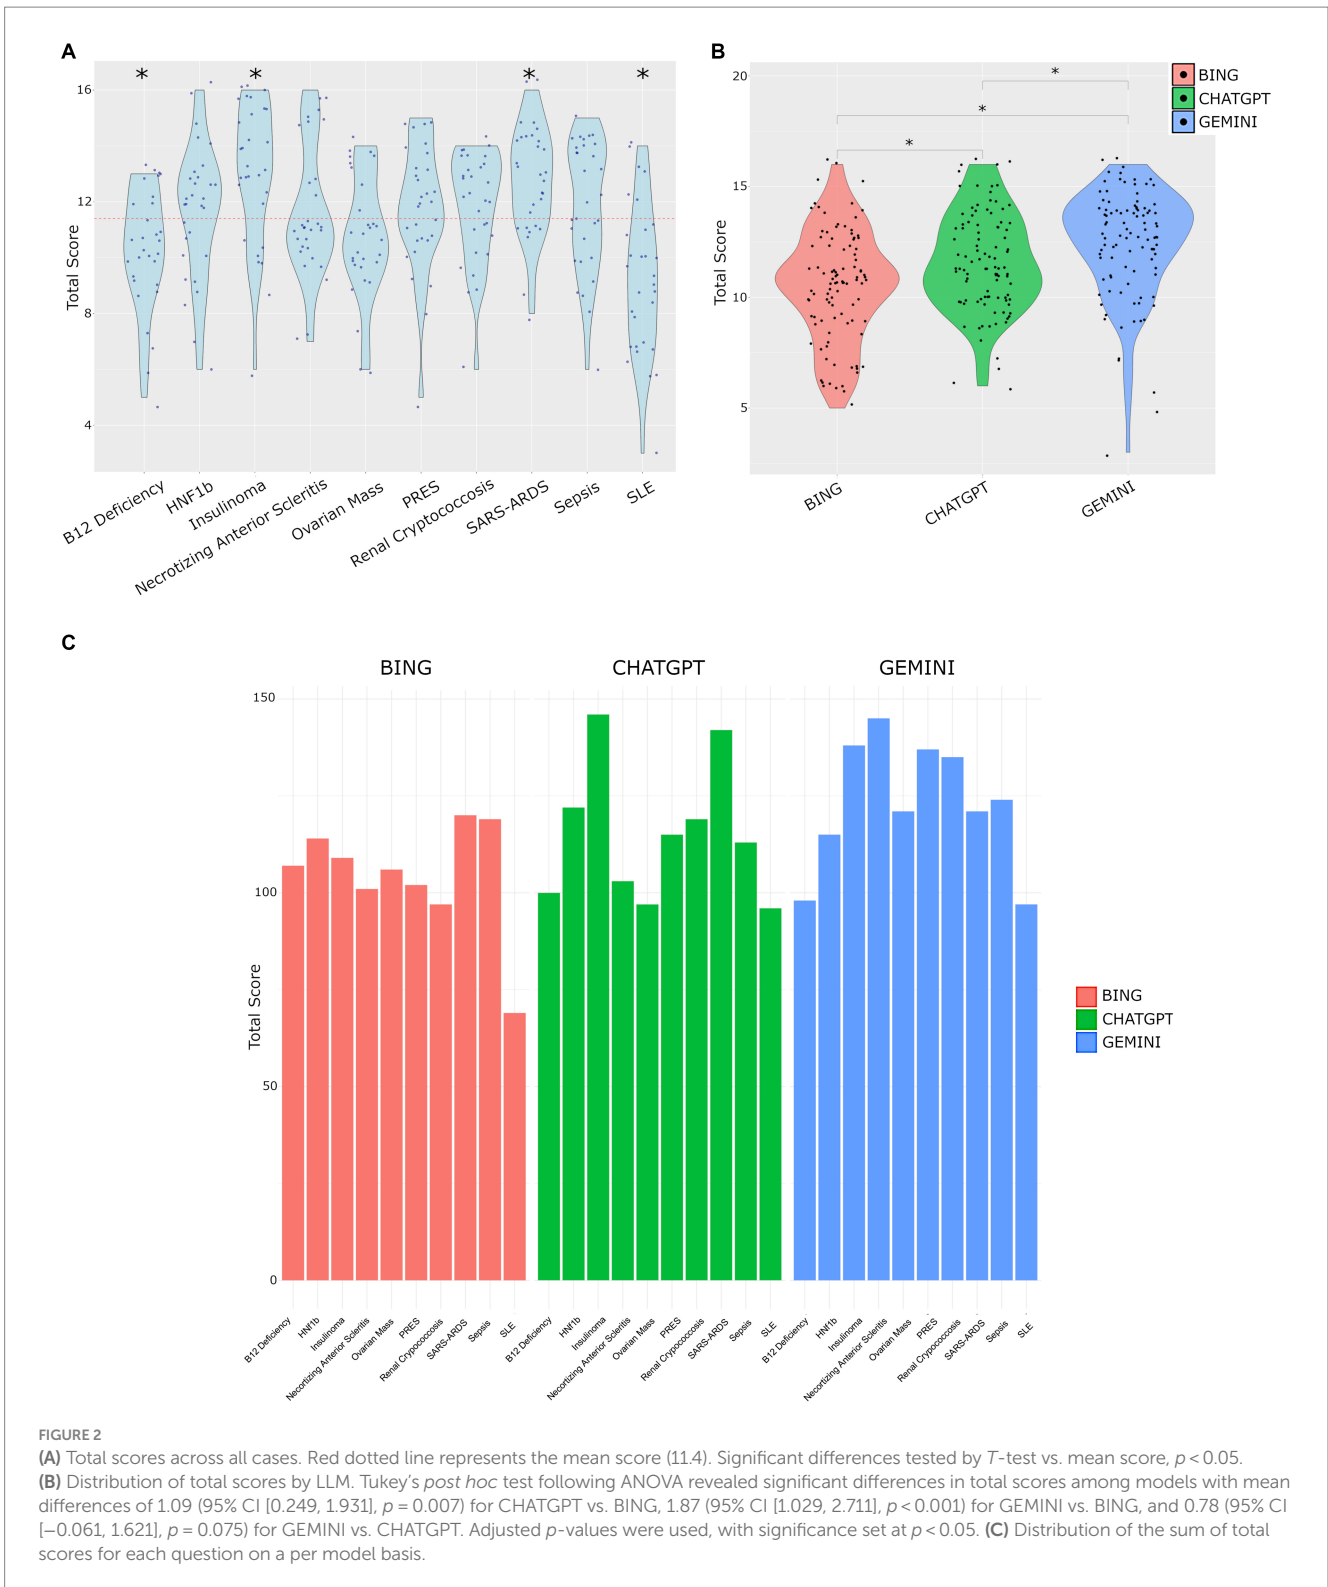 A
*
*
*
*
16
12
8
4
Total Score
B12 Deficiency
HNF1b
Insulinoma
Necrotizing Anterior Scleritis
Ovarian Mass
PRES
Renal Cryptococcosis
SARS-ARDS
Sepsis
SLE
B
*
*
*
20
15
10
5
Total Score
BING
CHATGPT
GEMINI
BING
CHATGPT
GEMINI
C
BING
CHATGPT
GEMINI
150
100
50
0
Total Score
B12 Deficiency
HNf1b
Insulinoma
Necortizing Anterior Scleritis
Ovarian Mass
PRES
Renal Crypococcosis
SARS-ARDS
Sepsis
SLE
B12 Deficiency
HNf1b
Insulinoma
Necortizing Anterior Scleritis
Ovarian Mass
PRES
Renal Crypococcosis
SARS-ARDS
Sepsis
SLE
B12 Deficiency
HNf1b
Insulinoma
Necortizing Anterior Scleritis
Ovarian Mass
PRES
Renal Crypococcosis
SARS-ARDS
Sepsis
SLE
BING
CHATGPT
GEMINI
FIGURE 2
(A) Total scores across all cases. Red dotted line represents the mean score (11.4). Significant differences tested by T-test vs. mean score, p < 0.05.
(B) Distribution of total scores by LLM. Tukey's post hoc test following ANOVA revealed significant differences in total scores among models with mean
differences of 1.09 (95% CI [0.249, 1.931], p = 0.007) for CHATGPT vs. BING, 1.87 (95% CI [1.029, 2.711], p < 0.001) for GEMINI vs. BING, and 0.78 (95% CI
[−0.061, 1.621], p = 0.075) for GEMINI vs. CHATGPT. Adjusted p-values were used, with significance set at p < 0.05. (C) Distribution of the sum of total
scores for each question on a per model basis.